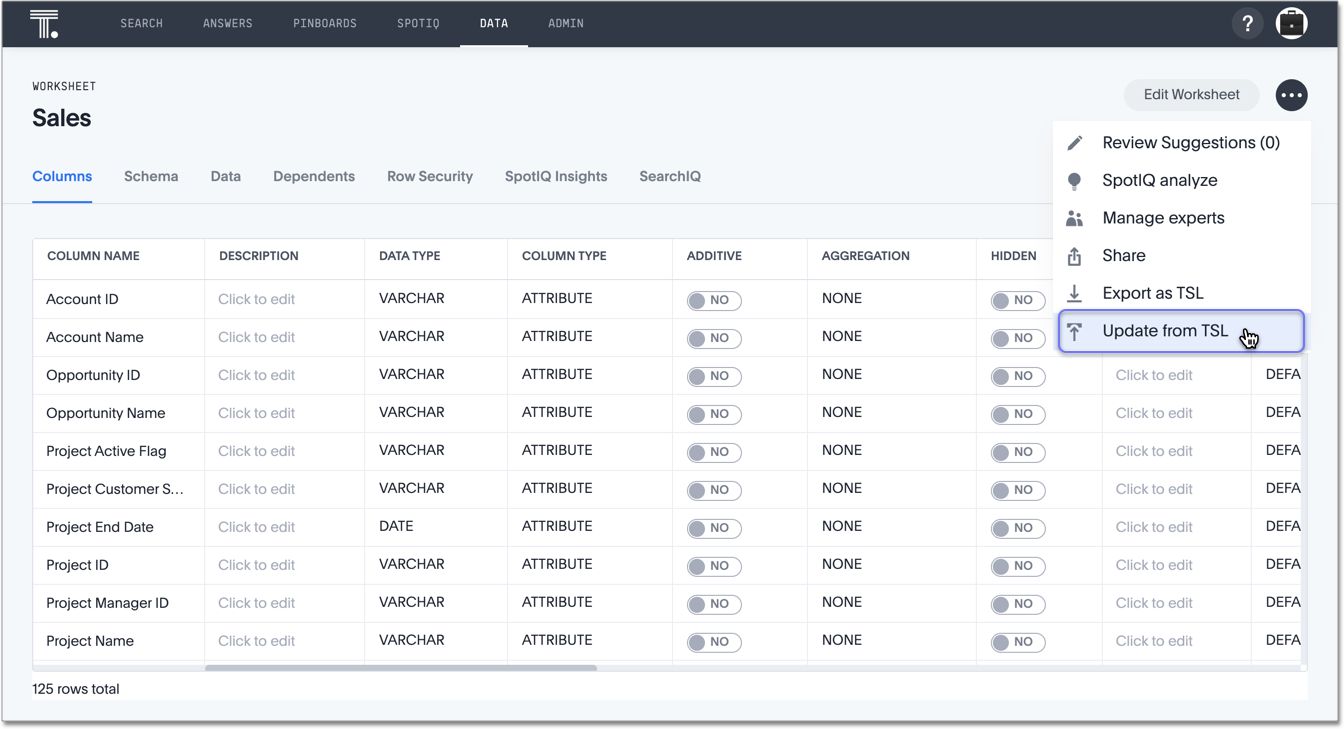 T.
SEARCH ANSWERS PINBOARDS SPOTIQ DATA ADMIN ?
WORKSHEET
Sales
Edit Worksheet
Review Suggestions (0)
SpotIQ analyze
Manage experts
Share
Export as TSL
Update from TSL
Columns Schema Data Dependents Row Security SpotIQ Insights SearchIQ
COLUMN NAME DESCRIPTION DATA TYPE COLUMN TYPE ADDITIVE AGGREGATION HIDDEN
Account ID Click to edit VARCHAR ATTRIBUTE NO NONE NO
Account Name Click to edit VARCHAR ATTRIBUTE NO NONE NO
Opportunity ID Click to edit VARCHAR ATTRIBUTE NO NONE NO Click to edit DEFA
Opportunity Name Click to edit VARCHAR ATTRIBUTE NO NONE NO Click to edit DEFA
Project Active Flag Click to edit VARCHAR ATTRIBUTE NO NONE NO Click to edit DEFA
Project Customer S... Click to edit VARCHAR ATTRIBUTE NO NONE NO Click to edit DEFA
Project End Date Click to edit DATE ATTRIBUTE NO NONE NO Click to edit DEFA
Project ID Click to edit VARCHAR ATTRIBUTE NO NONE NO Click to edit DEFA
Project Manager ID Click to edit VARCHAR ATTRIBUTE NO NONE NO Click to edit DEFA
Project Name Click to edit VARCHAR ATTRIBUTE NO NONE NO Click to edit DEFA
125 rows total